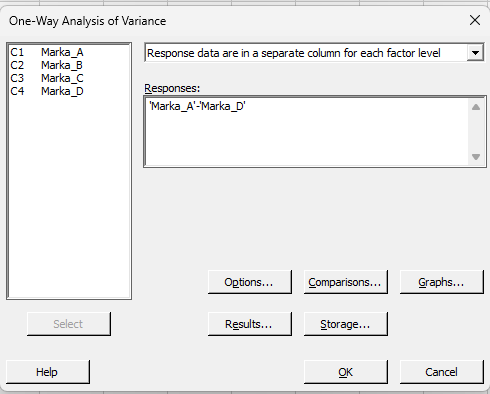 One-Way Analysis of Variance
C1 Marka_A
C2 Marka_B
C3 Marka_C
C4 Marka_D
Response data are in a separate column for each factor level
Responses:
'Marka_A'-'Marka_D'
Options... Comparisons... Graphs...
Select Results... Storage...
Help OK Cancel